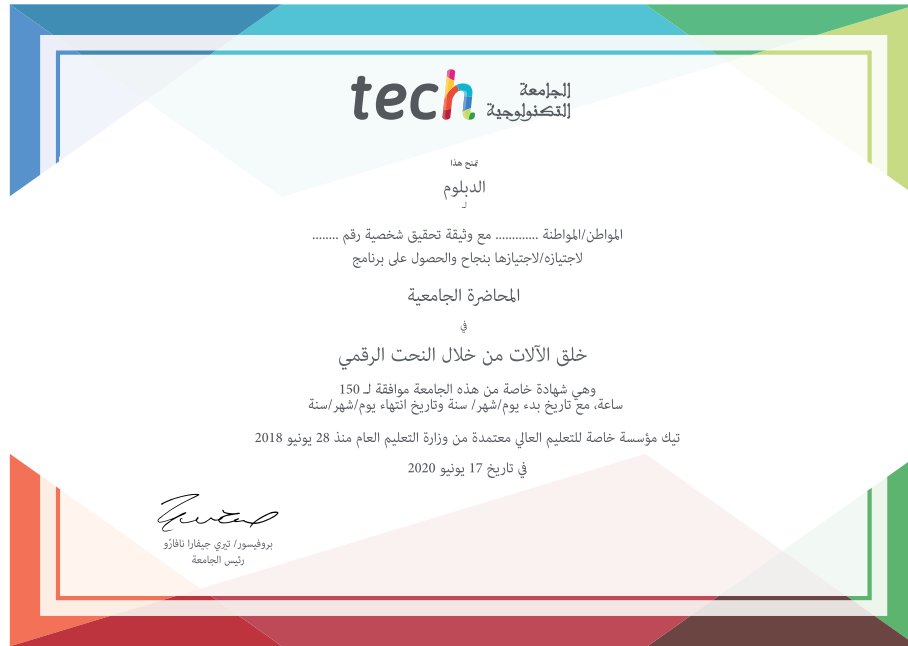 tech الجامعة
التكنولوجية
تمنح هذا
الدبلوم
لـ
المواطن/المواطنة ............. مع وثيقة تحقيق شخصية رقم ........
لاجتيازه/لاجتيازها بنجاح والحصول على برنامج
المحاضرة الجامعية
في
خلق الآلات من خلال النحت الرقمي
وهي شهادة خاصة من هذه الجامعة موافقة لـ 150
ساعة، مع تاريخ بدء يوم/شهر/ سنة وتاريخ انتهاء يوم/شهر/سنة
تيك مؤسسة خاصة للتعليم العالي معتمدة من وزارة التعليم العام منذ 28 يونيو 2018
في تاريخ 17 يونيو 2020
بروفيسور/ تيري جيفارا نافارّو
رئيس الجامعة